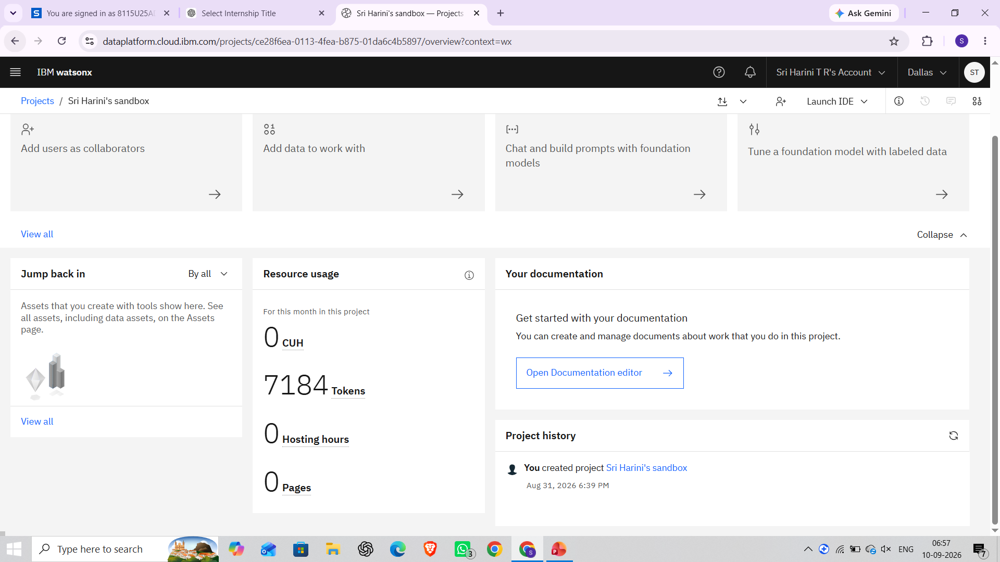 You are signed in as 8115U25A
Select Internship Title
Sri Harini's sandbox — Projects
Ask Gemini
dataplatform.cloud.ibm.com/projects/ce28f6ea-0113-4fea-b875-01da6c4b5897/overview?context=wx
S
IBM watsonx
Sri Harini T R's Account
Dallas
ST
Projects / Sri Harini's sandbox
Launch IDE
Add users as collaborators
Add data to work with
Chat and build prompts with foundation
models
Tune a foundation model with labeled data
View all
Collapse
Jump back in
By all
Assets that you create with tools show here. See
all assets, including data assets, on the Assets
page.
View all
Resource usage
For this month in this project
0 CUH
7184 Tokens
0 Hosting hours
0 Pages
Your documentation
Get started with your documentation
You can create and manage documents about work that you do in this project.
Open Documentation editor
Project history
You created project Sri Harini's sandbox
Aug 31, 2026 6:39 PM
Type here to search
3
S
ENG
06:57
10-09-2026
7